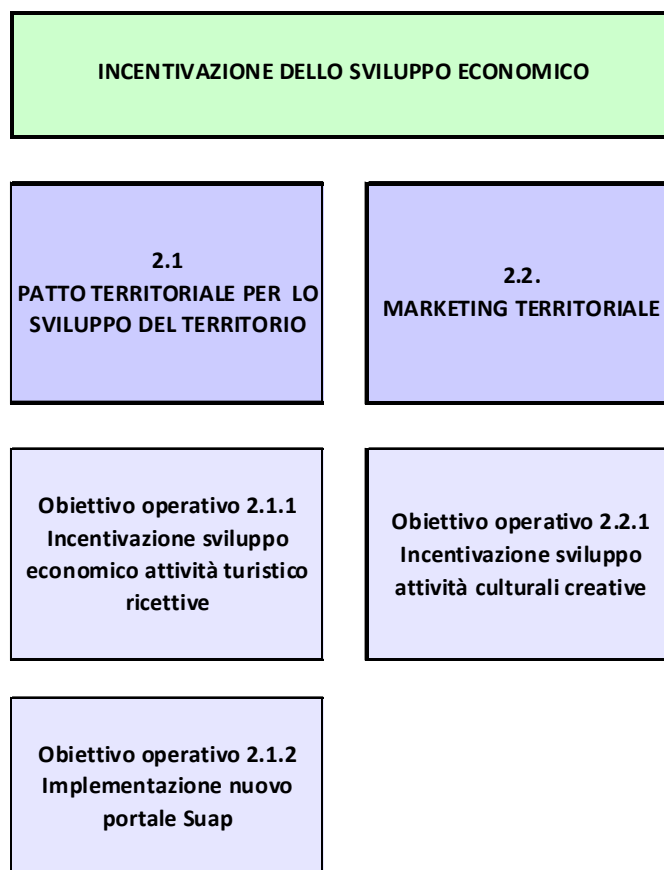 INCENTIVAZIONE DELLO SVILUPPO ECONOMICO
2.1
PATTO TERRITORIALE PER LO
SVILUPPO DEL TERRITORIO
2.2.
MARKETING TERRITORIALE
Obiettivo operativo 2.1.1
Incentivazione sviluppo
economico attività turistico
ricettive
Obiettivo operativo 2.2.1
Incentivazione sviluppo
attività culturali creative
Obiettivo operativo 2.1.2
Implementazione nuovo
portale Suap